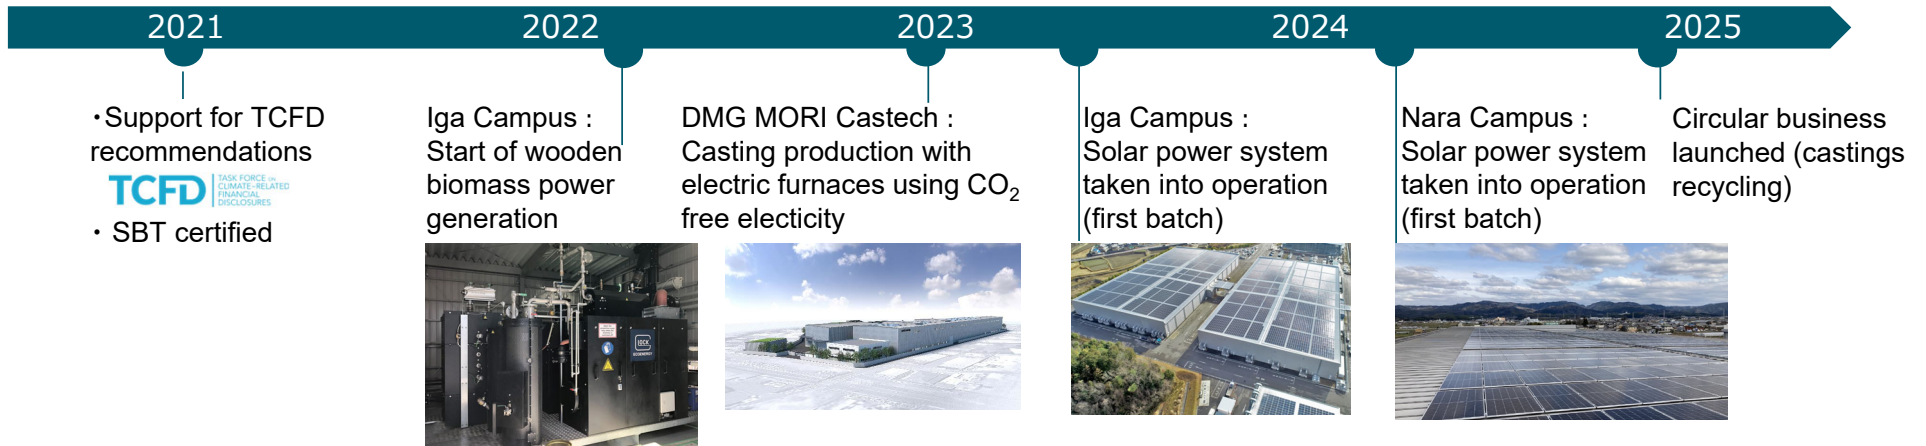 2021 2022 2023 2024 2025
・Support for TCFD
recommendations
TCFD
TASK FORCE ON
CLIMATE-RELATED
FINANCIAL
DISCLOSURES
・ SBT certified
Iga Campus :
Start of wooden
biomass power
generation
GLOCK
ECOENERGY
DMG MORI Castech :
Casting production with
electric furnaces using CO2
free electicity
Iga Campus :
Solar power system
taken into operation
(first batch)
Nara Campus :
Solar power system
taken into operation
(first batch)
Circular business
launched (castings
recycling)